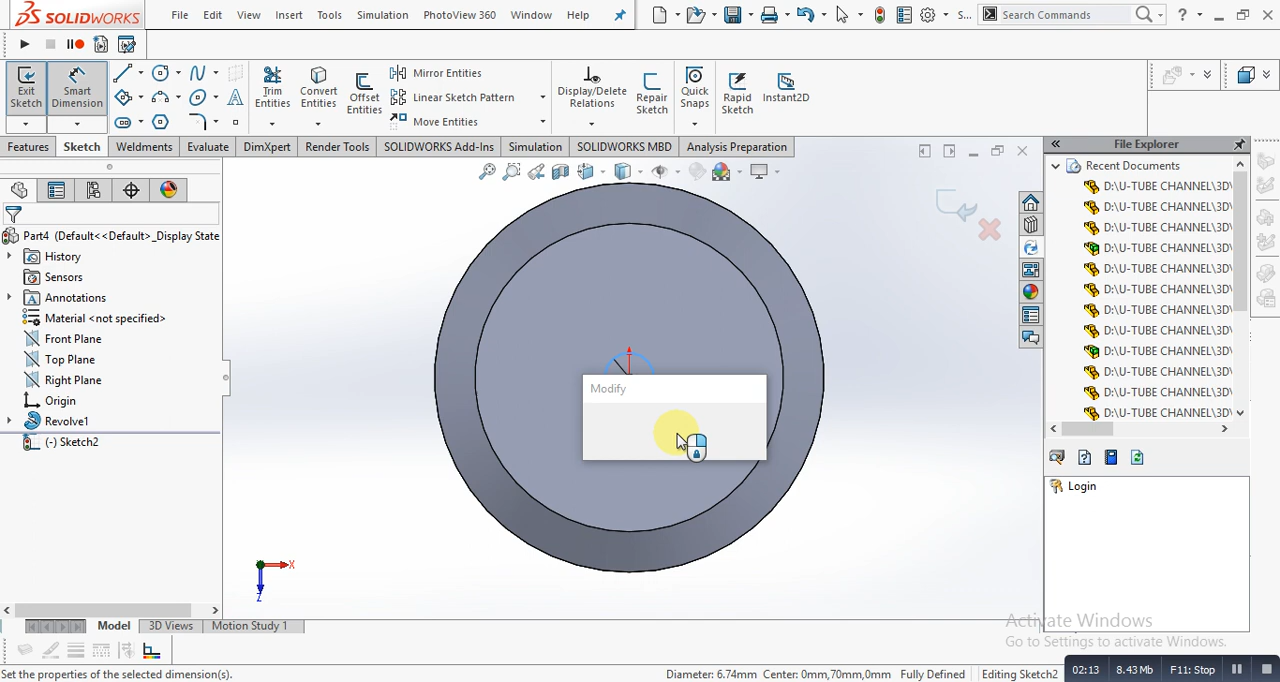 SOLIDWORKS File Edit View Insert Tools Simulation PhotoView 360 Window Help S... Search Commands
Exit Sketch
Smart Dimension
Trim Entities
Convert Entities
Offset Entities
Mirror Entities
Linear Sketch Pattern
Move Entities
Display/Delete Relations
Repair Sketch
Quick Snaps
Rapid Sketch
Instant2D
Features Sketch Weldments Evaluate DimXpert Render Tools SOLIDWORKS Add-Ins Simulation SOLIDWORKS MBD Analysis Preparation
File Explorer
Recent Documents
D:\U-TUBE CHANNEL\3D\
D:\U-TUBE CHANNEL\3D\
D:\U-TUBE CHANNEL\3D\
D:\U-TUBE CHANNEL\3D\
D:\U-TUBE CHANNEL\3D\
D:\U-TUBE CHANNEL\3D\
D:\U-TUBE CHANNEL\3D\
D:\U-TUBE CHANNEL\3D\
D:\U-TUBE CHANNEL\3D\
D:\U-TUBE CHANNEL\3D\
D:\U-TUBE CHANNEL\3D\
D:\U-TUBE CHANNEL\3D\
Login
Part4 (Default<<Default>_Display State
History
Sensors
Annotations
Material <not specified>
Front Plane
Top Plane
Right Plane
Origin
Revolve1
(-) Sketch2
Modify
X
Z
Model 3D Views Motion Study 1
Activate Windows
Go to Settings to activate Windows.
Set the properties of the selected dimension(s).
Diameter: 6.74mm Center: 0mm,70mm,0mm Fully Defined Editing Sketch2
02:13 8.43 Mb F11: Stop